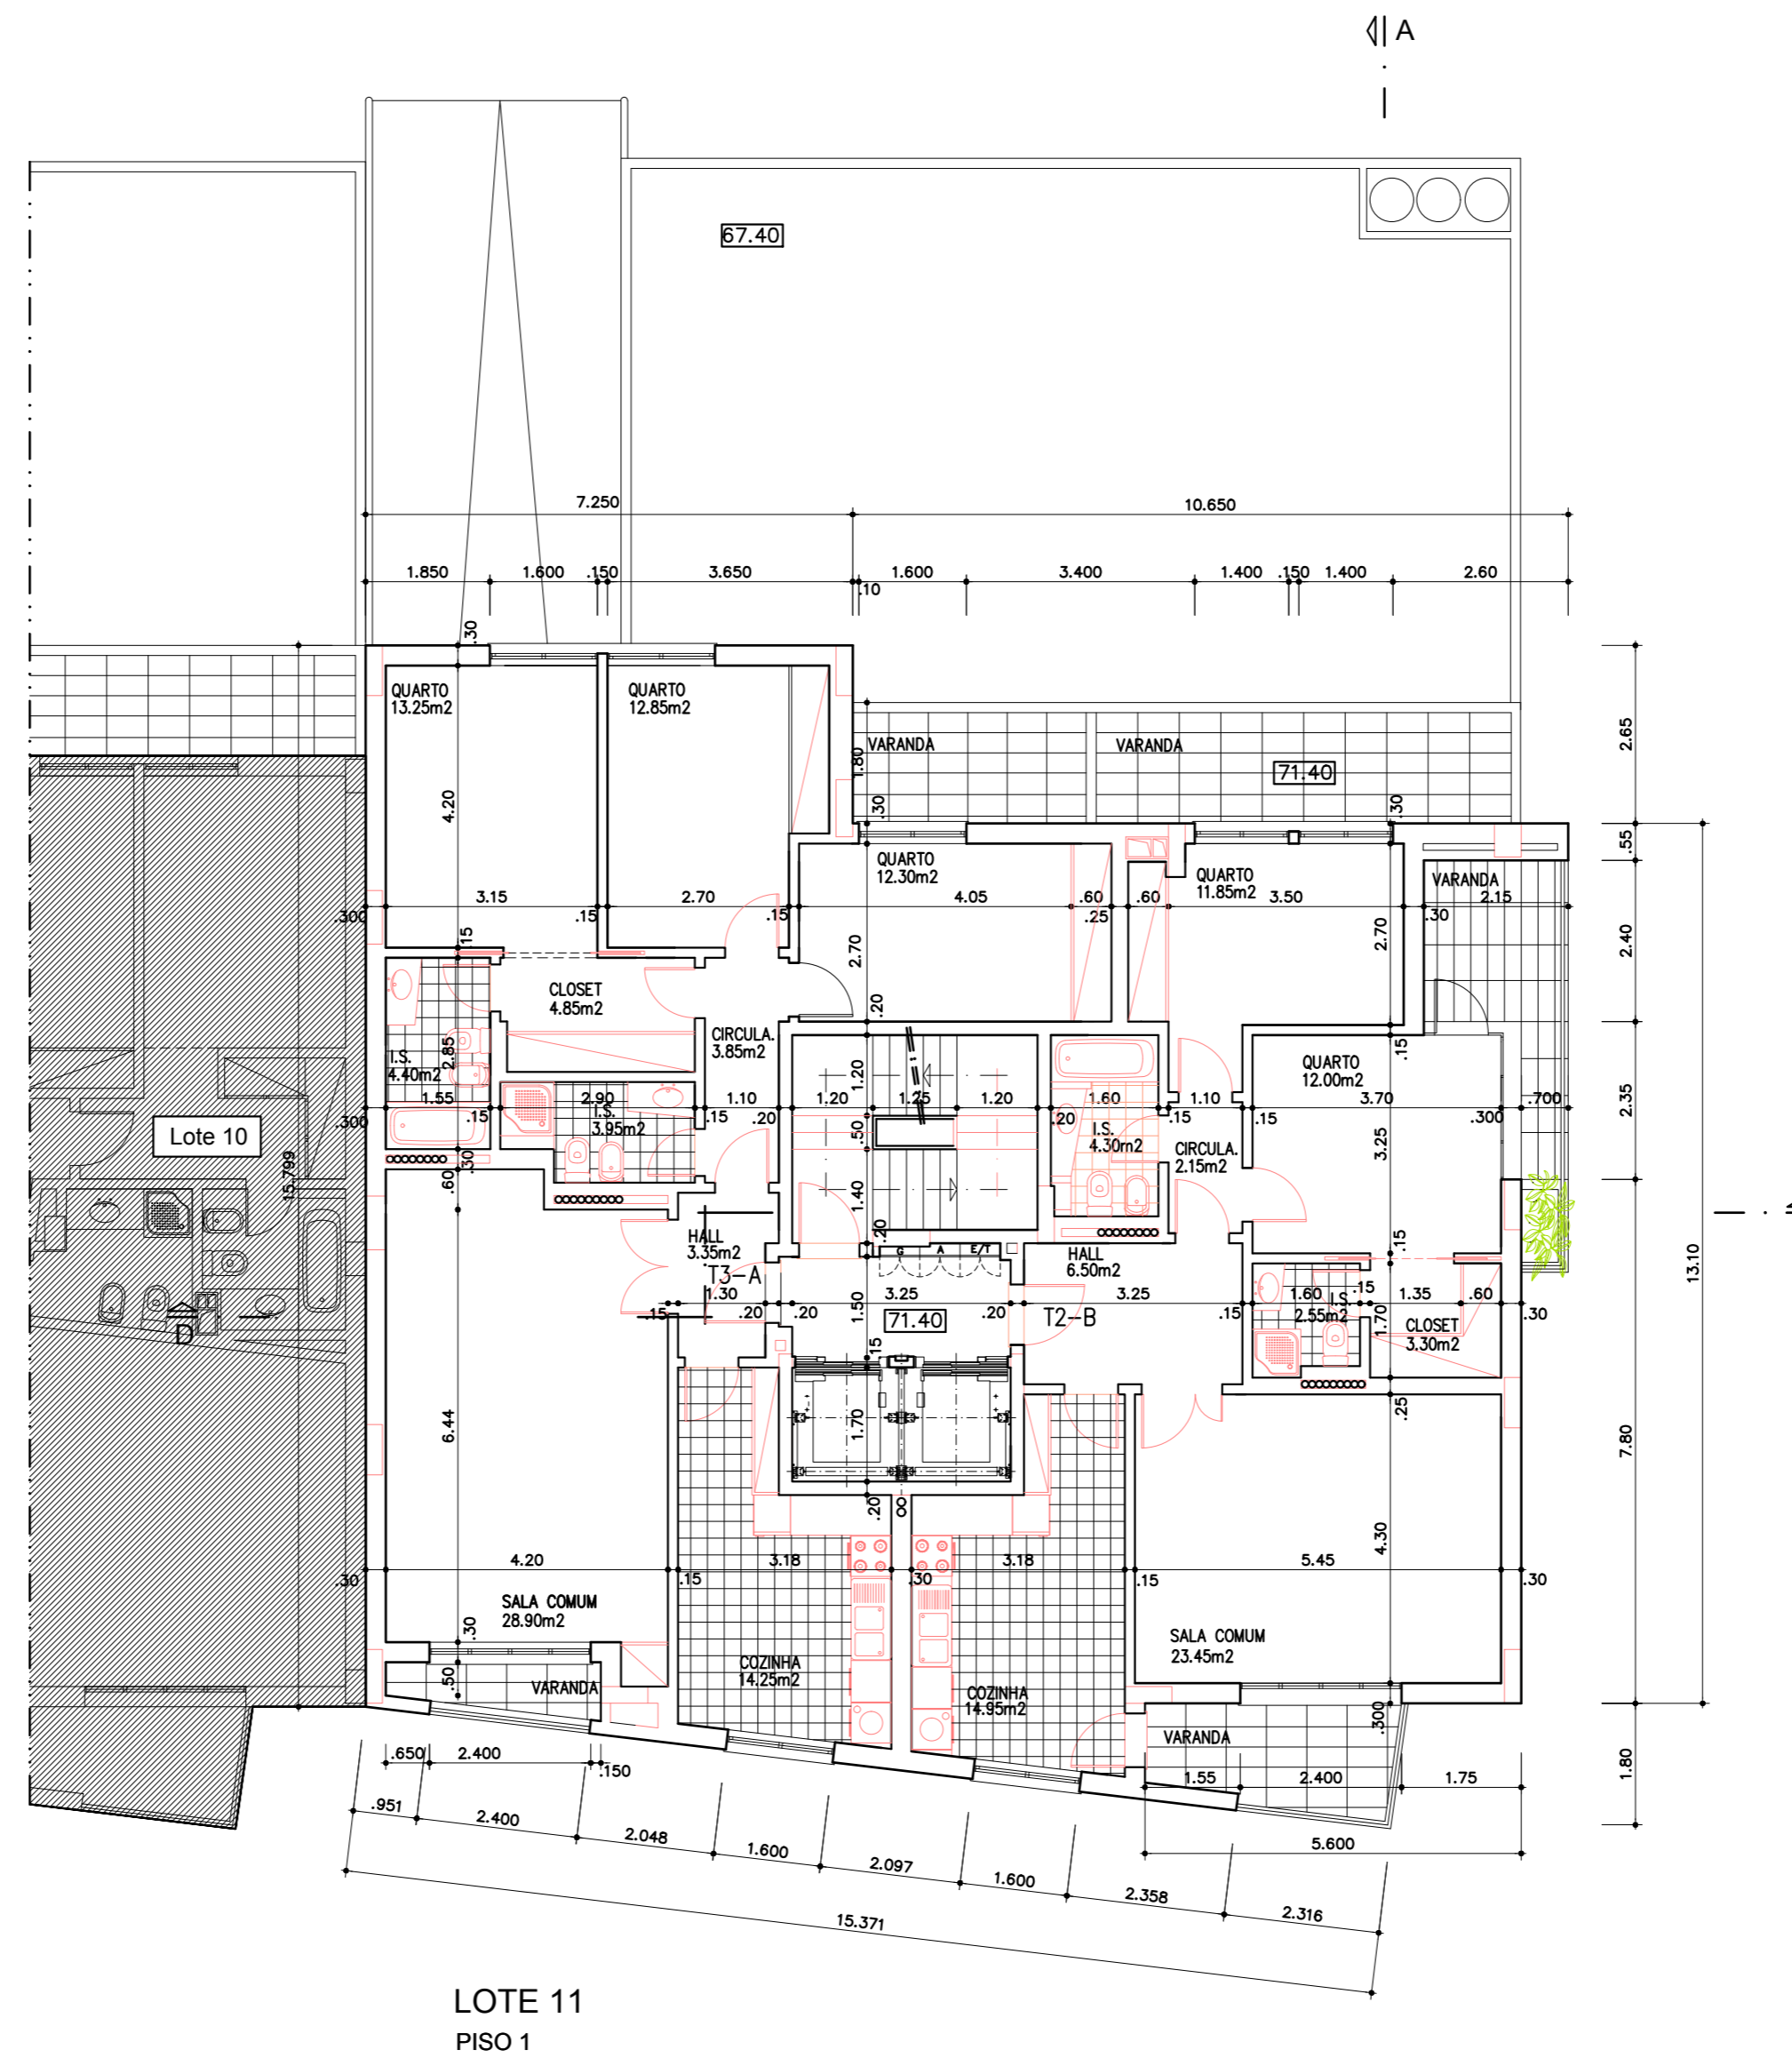 A
67.40
7.250
10.650
1.850
1.600
.150
3.650
.10
1.600
3.400
1.400
.150
1.400
2.60
.30
QUARTO
13.25m2
QUARTO
12.85m2
VARANDA
VARANDA
71.40
1.80
2.65
4.20
.30
.30
.55
QUARTO
12.30m2
QUARTO
11.85m2
VARANDA
.300
3.15
.15
2.70
.15
4.05
.60
.25
.60
3.50
.30
2.15
.15
2.70
2.70
2.40
CLOSET
4.85m2
.20
CIRCULA.
3.85m2
I.S.
4.40m2
2.85
1.20
.15
QUARTO
12.00m2
2.35
.300
1.55
.15
2.90
.15
1.10
.20
1.20
1.25
1.20
.20
1.60
.15
1.10
.15
3.70
.300
.700
I.S.
3.95m2
.50
I.S.
4.30m2
CIRCULA.
2.15m2
3.25
Lote 10
15.799
.60
.30
1.40
.20
.15
13.10
HALL
3.35m2
G
A
E/T
HALL
6.50m2
T3-A
D
.15
1.30
.20
.20
3.25
.20
3.25
.15
1.60
.15
1.35
.60
.30
1.50
71.40
T2-B
I.S.
2.55m2
1.70
CLOSET
3.30m2
.15
6.44
1.70
.25
7.80
.20
4.30
.30
4.20
.15
3.18
.30
3.18
.15
5.45
.30
SALA COMUM
28.90m2
.30
SALA COMUM
23.45m2
COZINHA
14.25m2
COZINHA
14.95m2
.50
VARANDA
.300
VARANDA
1.80
.650
2.400
.150
1.55
2.400
1.75
.951
2.400
2.048
1.600
2.097
1.600
2.358
2.316
5.600
15.371
LOTE 11
PISO 1